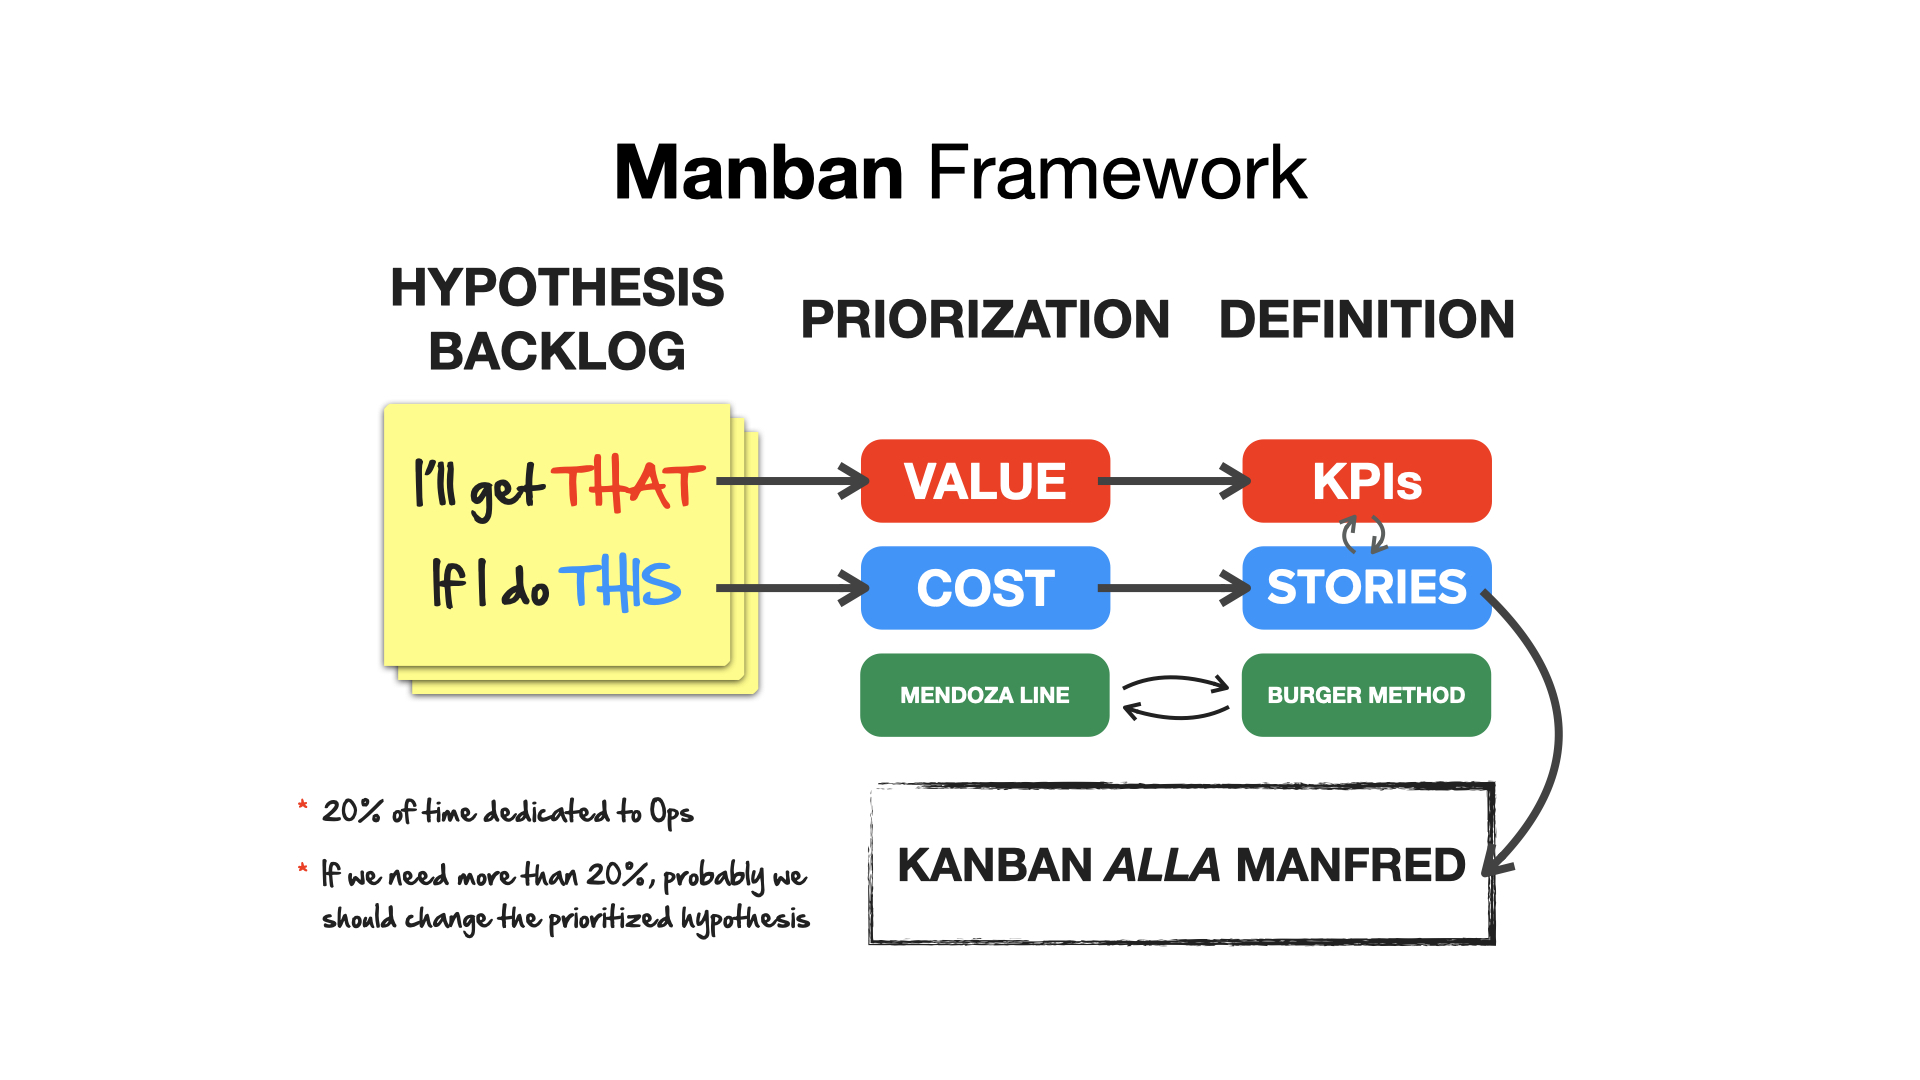 Manban Framework
HYPOTHESIS
BACKLOG
PRIORIZATION
DEFINITION
I'll get THAT
If I do THIS
VALUE
KPIs
COST
STORIES
MENDOZA LINE
BURGER METHOD
* 20% of time dedicated to Ops
* If we need more than 20%, probably we
should change the prioritized hypothesis
KANBAN ALLA MANFRED